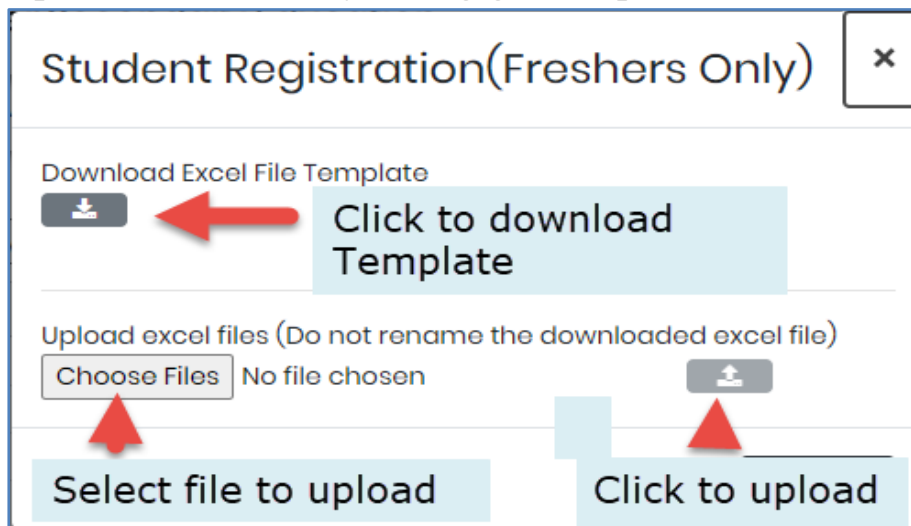 Student Registration(Freshers Only)
×
Download Excel File Template
Click to download
Template
Upload excel files (Do not rename the downloaded excel file)
Choose Files No file chosen
Select file to upload
Click to upload